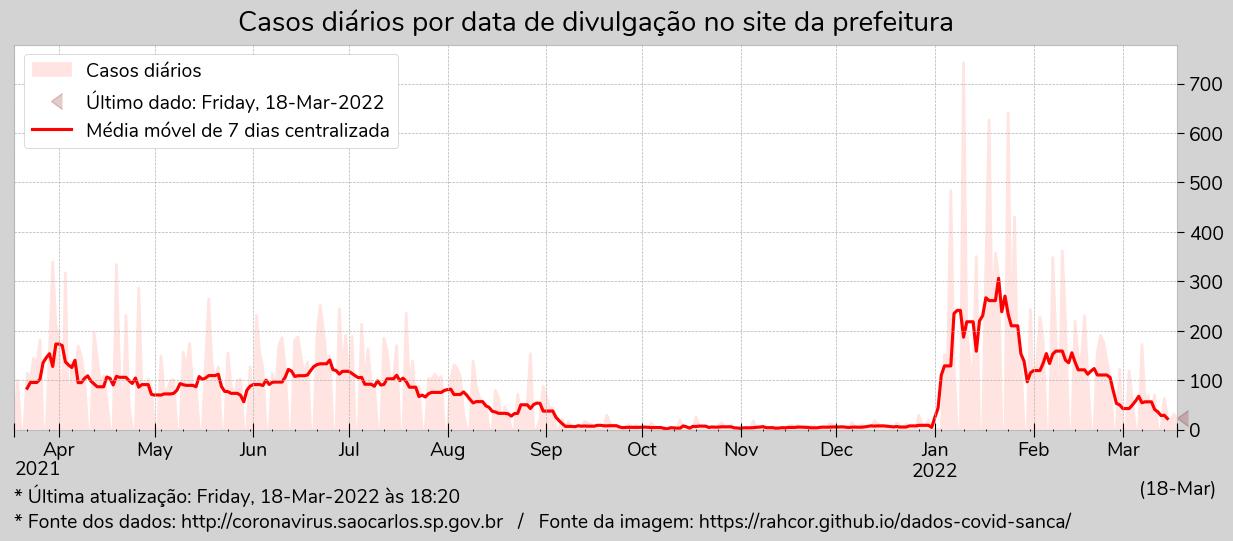 Casos diários por data de divulgação no site da prefeitura
Casos diários
Último dado: Friday, 18-Mar-2022
Média móvel de 7 dias centralizada
700
600
500
400
300
200
100
0
Apr May Jun Jul Aug Sep Oct Nov Dec Jan Feb Mar
2021 2022
(18-Mar)
* Última atualização: Friday, 18-Mar-2022 às 18:20
* Fonte dos dados: http://coronavirus.saocarlos.sp.gov.br / Fonte da imagem: https://rahcor.github.io/dados-covid-sanca/